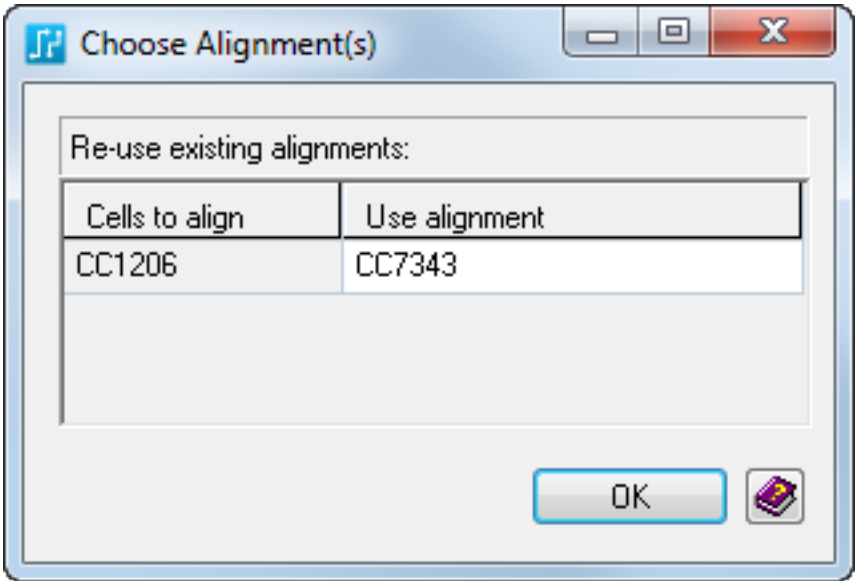 Choose Alignment(s)
Re-use existing alignments:
Cells to align Use alignment
CC1206 CC7343
OK